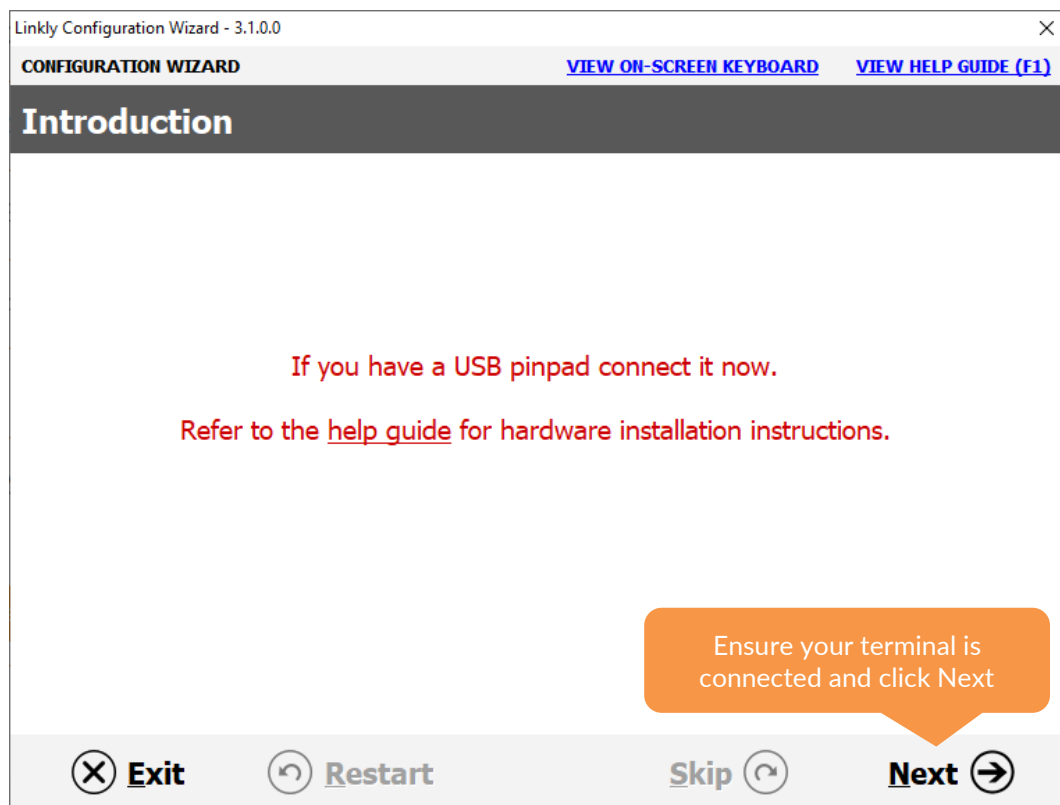 Linkly Configuration Wizard - 3.1.0.0
CONFIGURATION WIZARD
VIEW ON-SCREEN KEYBOARD
VIEW HELP GUIDE (F1)
Introduction
If you have a USB pinpad connect it now.
Refer to the help guide for hardware installation instructions.
Ensure your terminal is
connected and click Next
Exit
Restart
Skip
Next